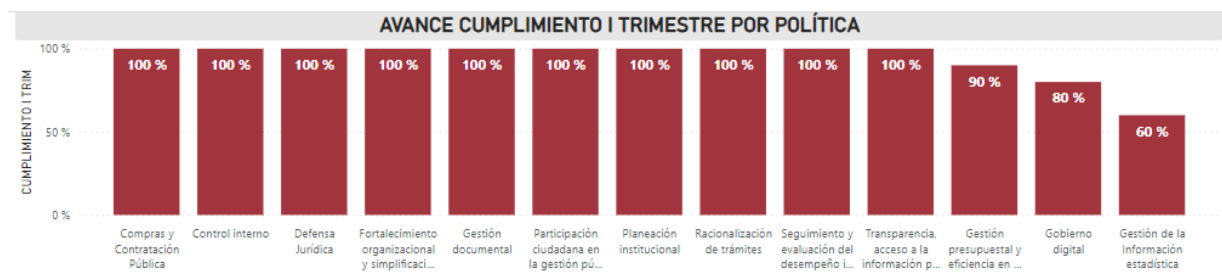 AVANCE CUMPLIMIENTO I TRIMESTRE POR POLÍTICA
CUMPLIMIENTO I TRIM
100 %
50 %
0 %
100 % 100 % 100 % 100 % 100 % 100 % 100 % 100 % 100 % 100 % 90 % 80 % 60 %
Compras y
Contratación
Pública
Control interno
Defensa
Jurídica
Fortalecimiento
organizacional
y simplificaci...
Gestión
documental
Participación
ciudadana en
la gestión pú...
Planeación
institucional
Racionalización
de trámites
Seguimiento y
evaluación del
desempeño i...
Transparencia,
acceso a la
información p...
Gestión
presupuestal y
eficiencia en ...
Gobierno
digital
Gestión de la
Información
estadística